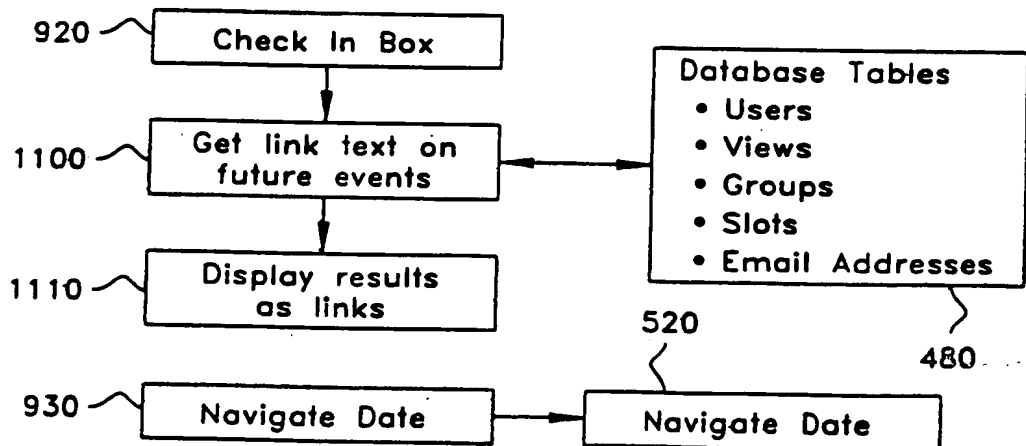 920
Check In Box
1100
Get link text on
future events
1110
Display results
as links
Database Tables
• Users
• Views
• Groups
• Slots
• Email Addresses
480
520
930
Navigate Date
Navigate Date